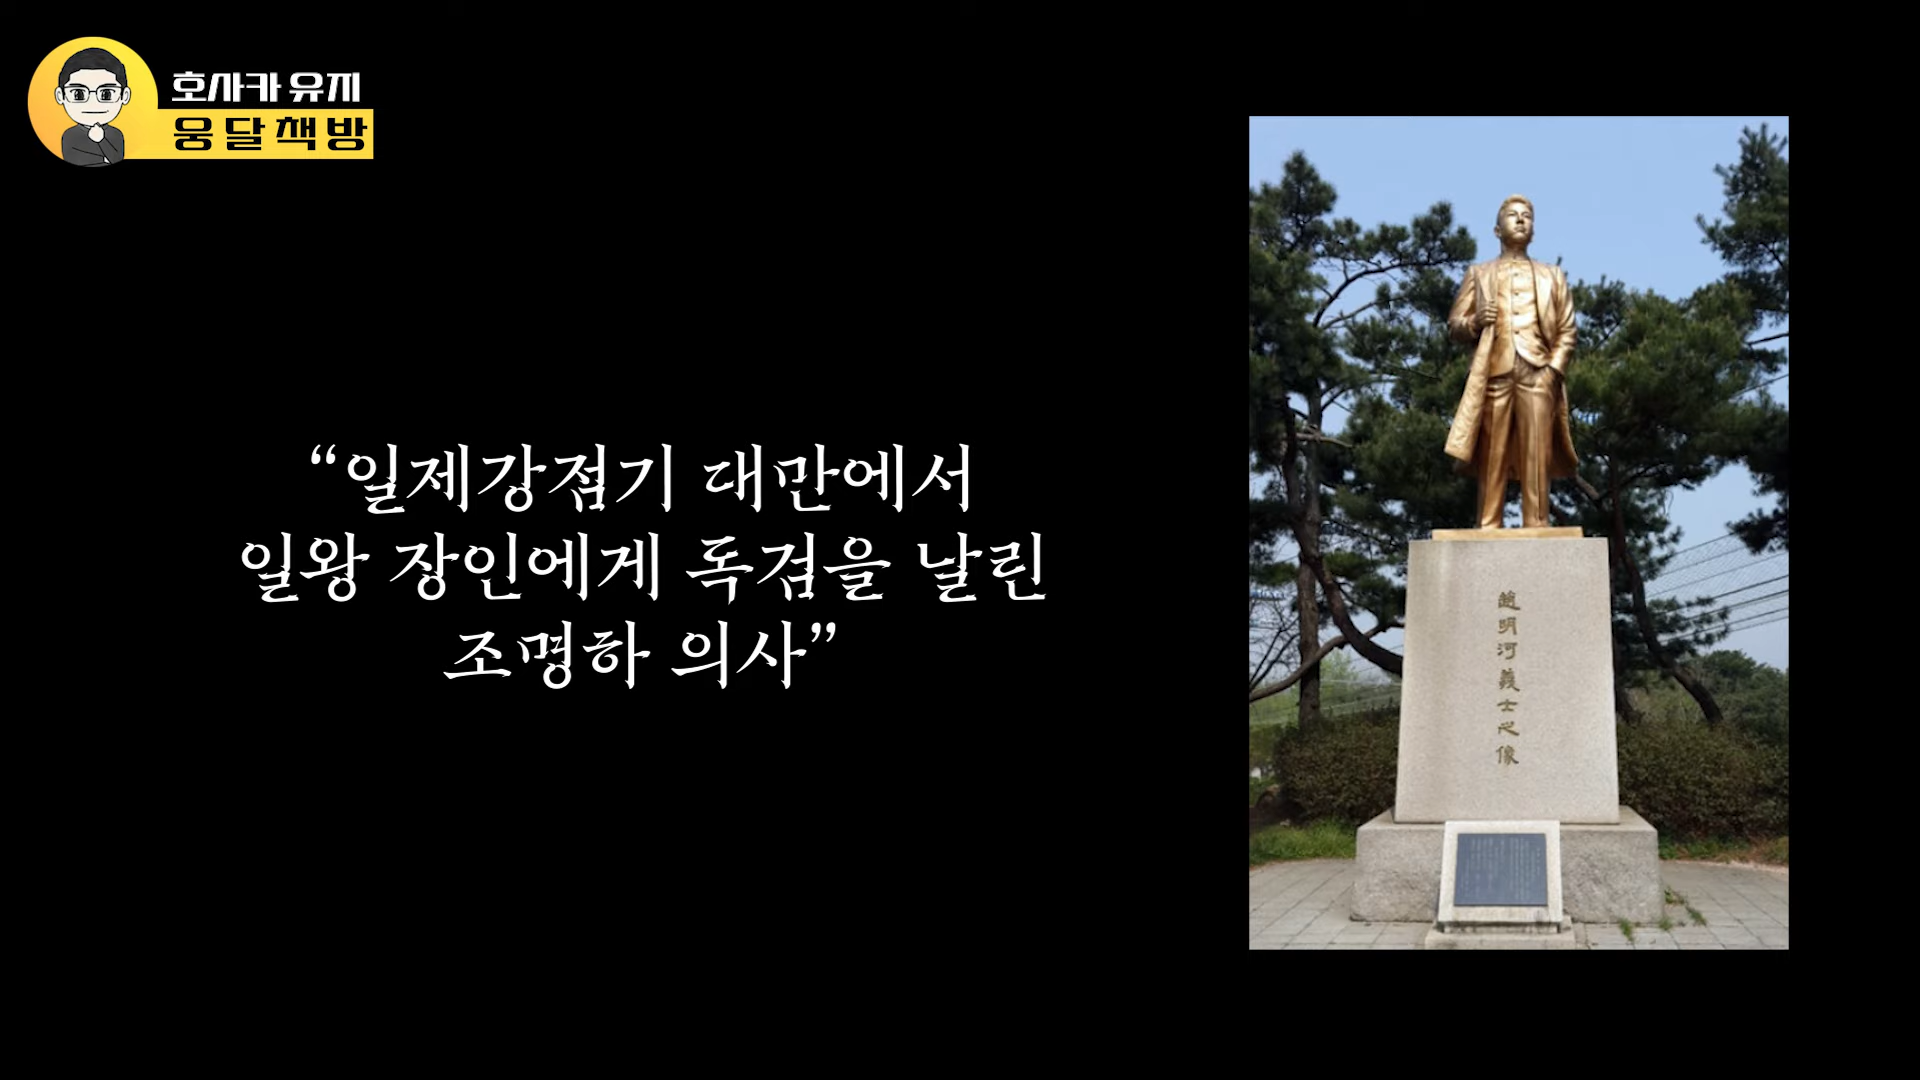 호사카 유지
웅달책방
“일제강점기 대만에서
일왕 장인에게 독검을 날린
조명하 의사”
趙明河義士之像